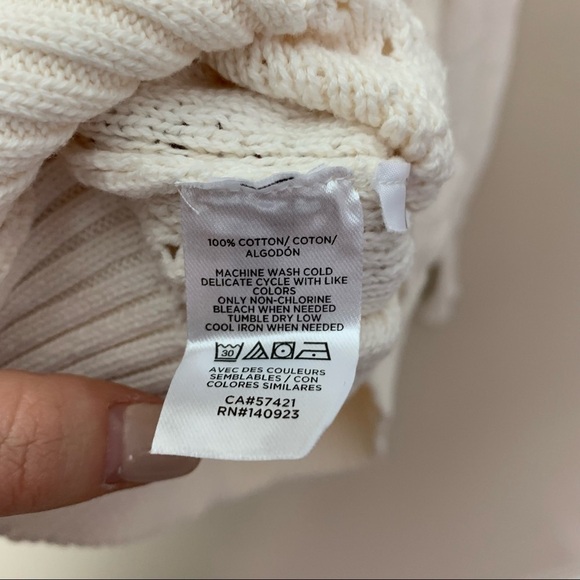 100% COTTON/ COTON/
ALGODÓN
MACHINE WASH COLD
DELICATE CYCLE WITH LIKE
COLORS
ONLY NON-CHLORINE
BLEACH WHEN NEEDED
TUMBLE DRY LOW
COOL IRON WHEN NEEDED
30
AVEC DES COULEURS
SEMBLABLES / CON
COLORES SIMILARES
CA#57421
RN#140923